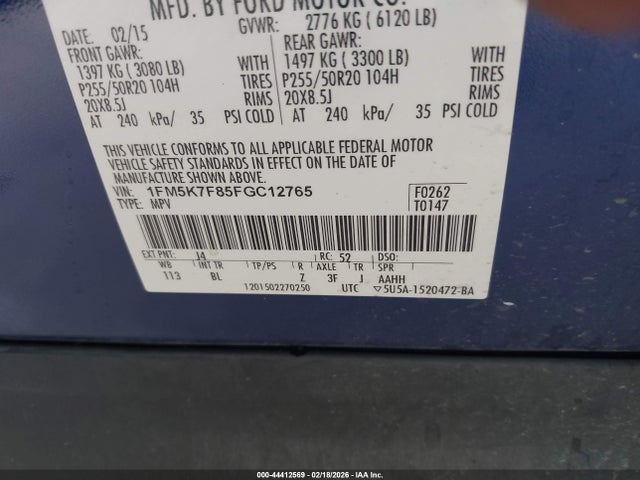 MFD. BY FORD MOTOR CO.
DATE: 02/15 GVWR: 2776 KG ( 6120 LB)
FRONT GAWR: REAR GAWR:
1397 KG ( 3080 LB) WITH 1497 KG ( 3300 LB) WITH
P255/50R20 104H TIRES P255/50R20 104H TIRES
20X8.5J RIMS 20X8.5J RIMS
AT 240 kPa/ 35 PSI COLD AT 240 kPa/ 35 PSI COLD
THIS VEHICLE CONFORMS TO ALL APPLICABLE FEDERAL MOTOR
VEHICLE SAFETY STANDARDS IN EFFECT ON THE DATE OF
MANUFACTURE SHOWN ABOVE.
VIN: 1FM5K7F85FGC12765 F0262
TYPE: MPV T0147
EXT PNT: J4 RC: 52 DSO:
WB INT TR TP/PS R AXLE TR SPR
113 BL Z 3F J AAHH
1201502270250 UTC ▽5U5A-1520472-BA
000-44412569 - 02/18/2026 - IAA Inc.